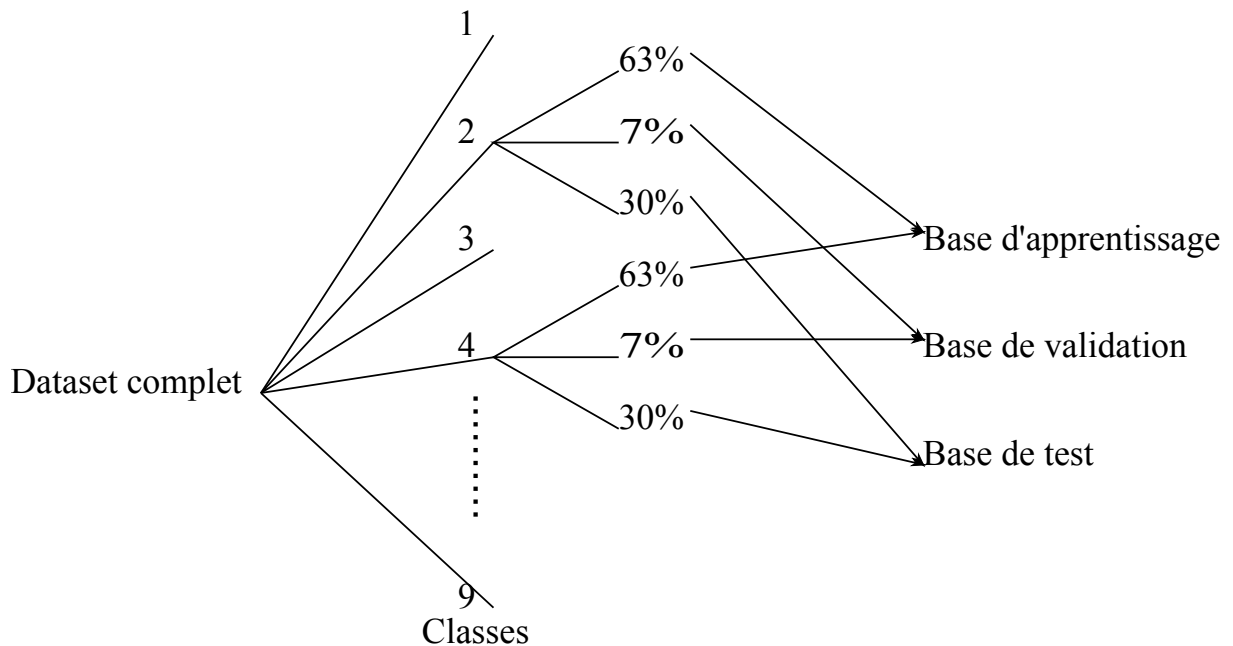 1
63%
2
7%
30%
3
Base d'apprentissage
63%
4
7%
Base de validation
Dataset complet
30%
Base de test
9
Classes